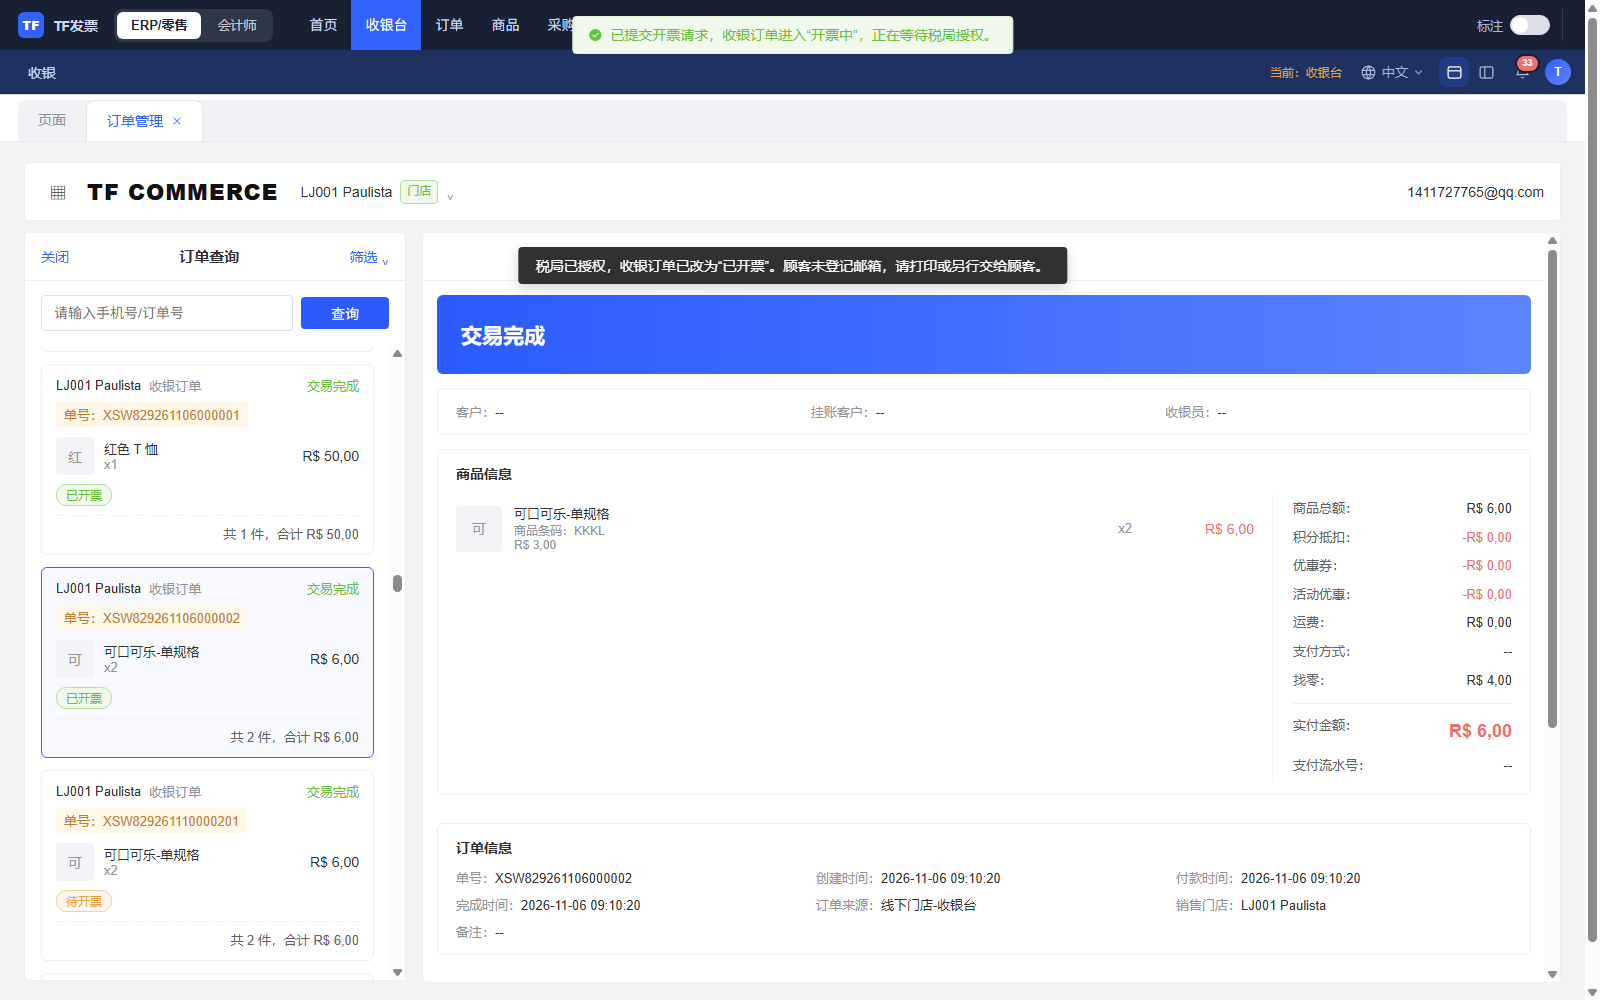 TF TF发票 ERP/零售 会计师 首页 收银台 订单 商品 采购 标注
已提交开票请求，收银订单进入“开票中”，正在等待税局授权。
收银 当前：收银台 中文 33 T
页面 订单管理 ×
TF COMMERCE LJ001 Paulista 门店 1411727765@qq.com
关闭 订单查询 筛选
税局已授权，收银订单已改为“已开票”。顾客未登记邮箱，请打印或另行交给顾客。
请输入手机号/订单号 查询
LJ001 Paulista 收银订单 交易完成
单号：XSW829261106000001
红 红色 T 恤 R$ 50,00
x1
已开票
共 1 件，合计 R$ 50,00
LJ001 Paulista 收银订单 交易完成
单号：XSW829261106000002
可 可口可乐-单规格 R$ 6,00
x2
已开票
共 2 件，合计 R$ 6,00
LJ001 Paulista 收银订单 交易完成
单号：XSW829261110000201
可 可口可乐-单规格 R$ 6,00
x2
待开票
共 2 件，合计 R$ 6,00
交易完成
客户：-- 挂账客户：-- 收银员：--
商品信息
可 可口可乐-单规格 x2 R$ 6,00
商品条码：KKKL
R$ 3,00
商品总额： R$ 6,00
积分抵扣： -R$ 0,00
优惠券： -R$ 0,00
活动优惠： -R$ 0,00
运费： R$ 0,00
支付方式： --
找零： R$ 4,00
实付金额： R$ 6,00
支付流水号： --
订单信息
单号：XSW829261106000002 创建时间：2026-11-06 09:10:20 付款时间：2026-11-06 09:10:20
完成时间：2026-11-06 09:10:20 订单来源：线下门店-收银台 销售门店：LJ001 Paulista
备注：--